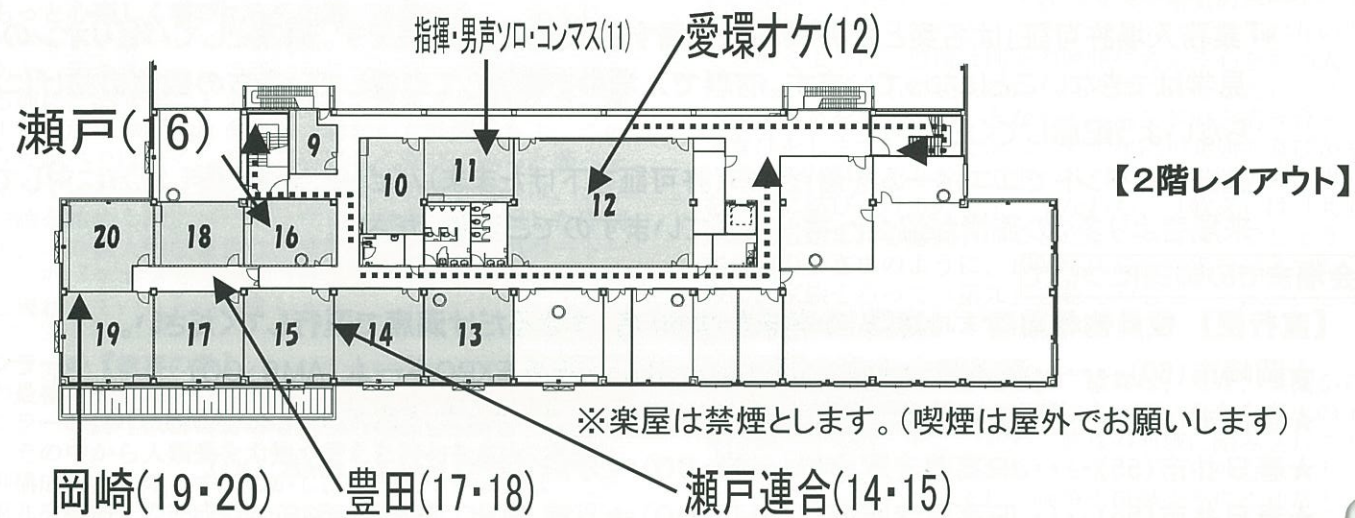 指揮・男声ソロ・コンマス(11)
愛環オケ(12)
瀬戸(16)
【2階レイアウト】
9
10
11
12
20
18
16
19
17
15
14
13
※楽屋は禁煙とします。(喫煙は屋外でお願いします)
岡崎(19・20)
豊田(17・18)
瀬戸連合(14・15)